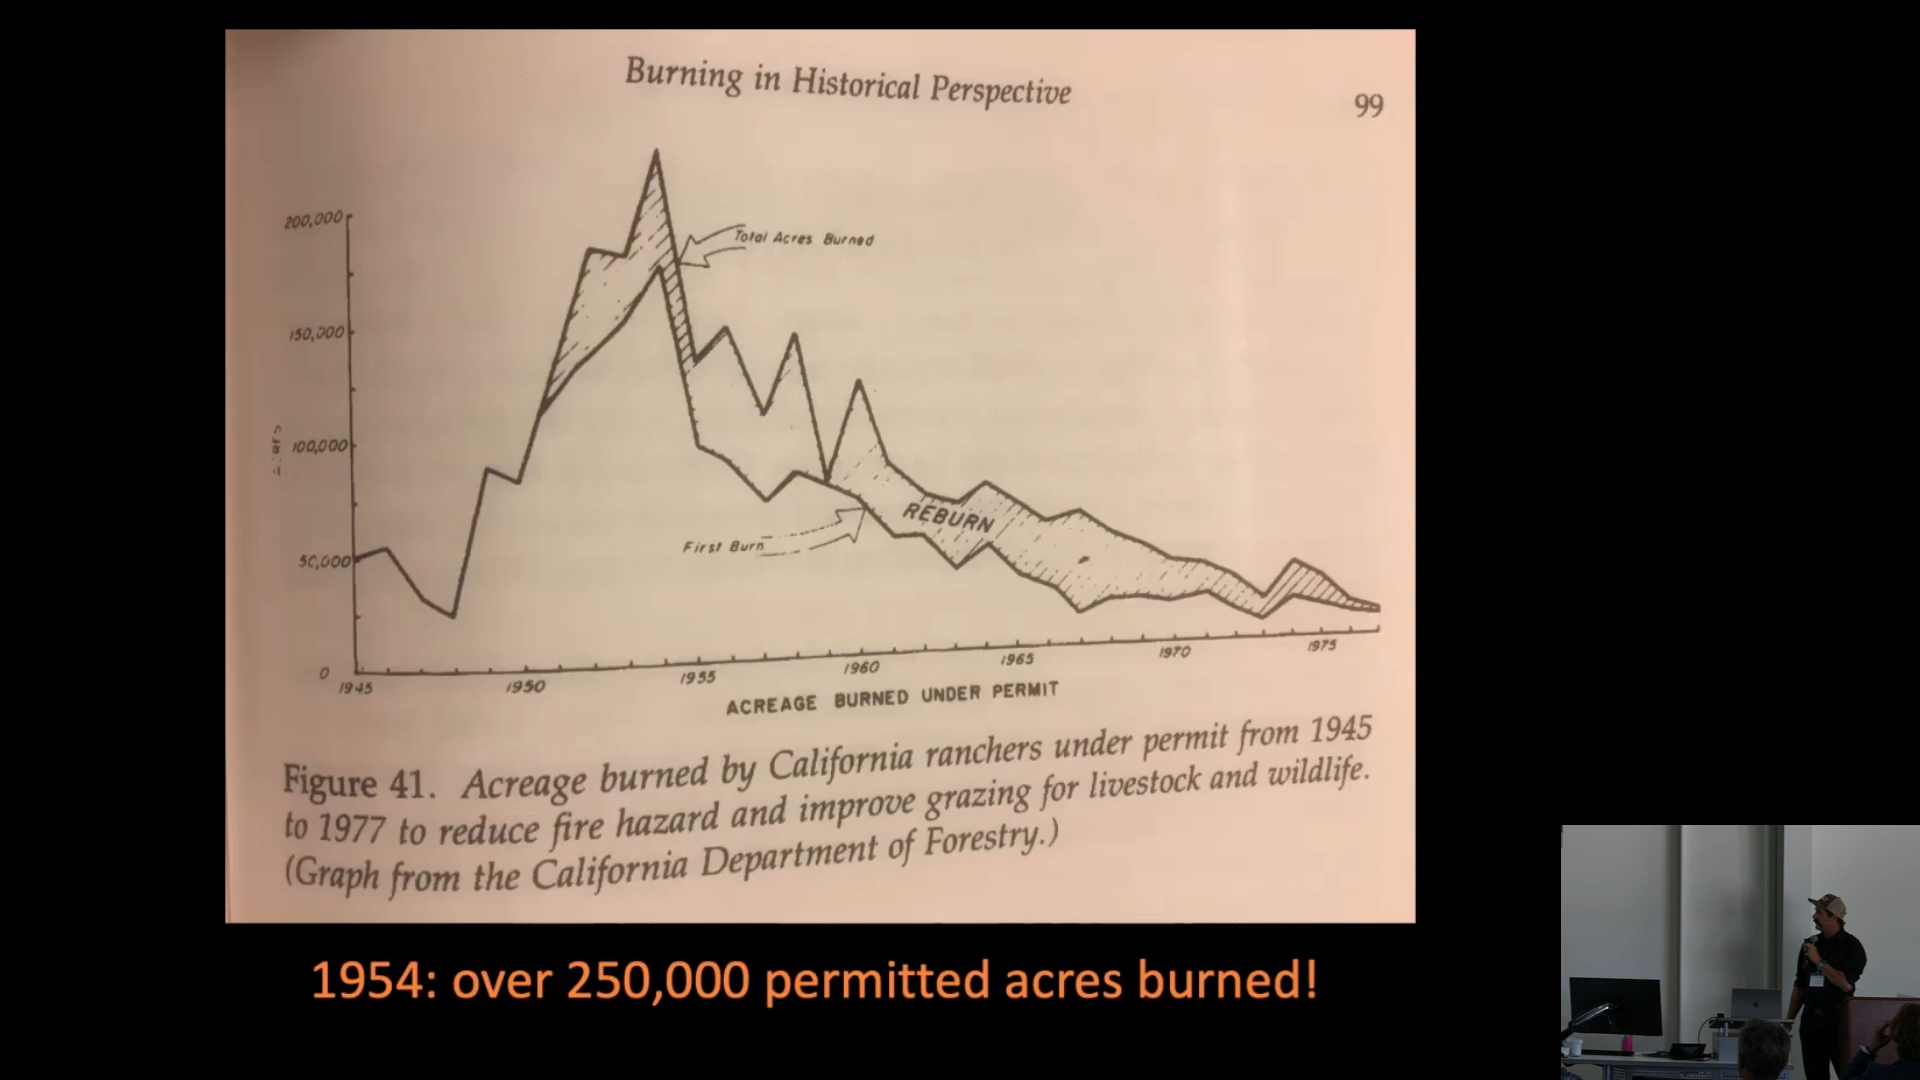 Burning in Historical Perspective
99
200,000
150,000
100,000
50,000
0
Total Acres Burned
First Burn
REBURN
1945
1950
1955
1960
1965
1970
1975
ACREAGE BURNED UNDER PERMIT
Figure 41. Acreage burned by California ranchers under permit from 1945
to 1977 to reduce fire hazard and improve grazing for livestock and wildlife.
(Graph from the California Department of Forestry.)
1954: over 250,000 permitted acres burned!